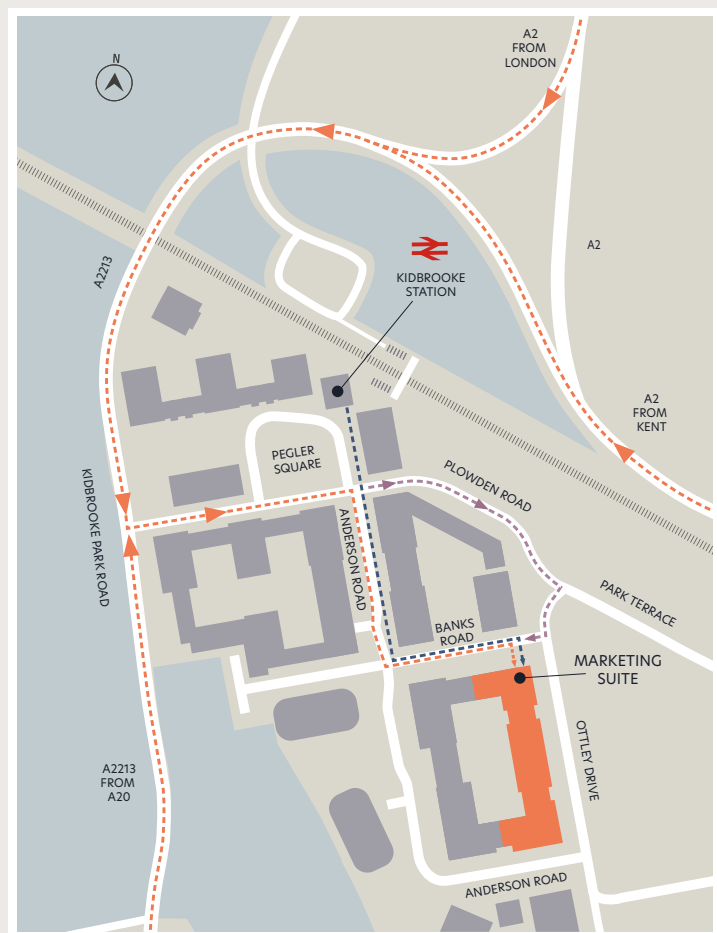 A2
FROM
LONDON
N
A2
A2213
KIDBROOKE
STATION
A2
FROM
KENT
PEGLER
SQUARE
PLOWDEN ROAD
KIDBROOKE PARK ROAD
ANDERSON ROAD
PARK TERRACE
BANKS
ROAD
MARKETING
SUITE
OTTLEY DRIVE
A2213
FROM
A20
ANDERSON ROAD